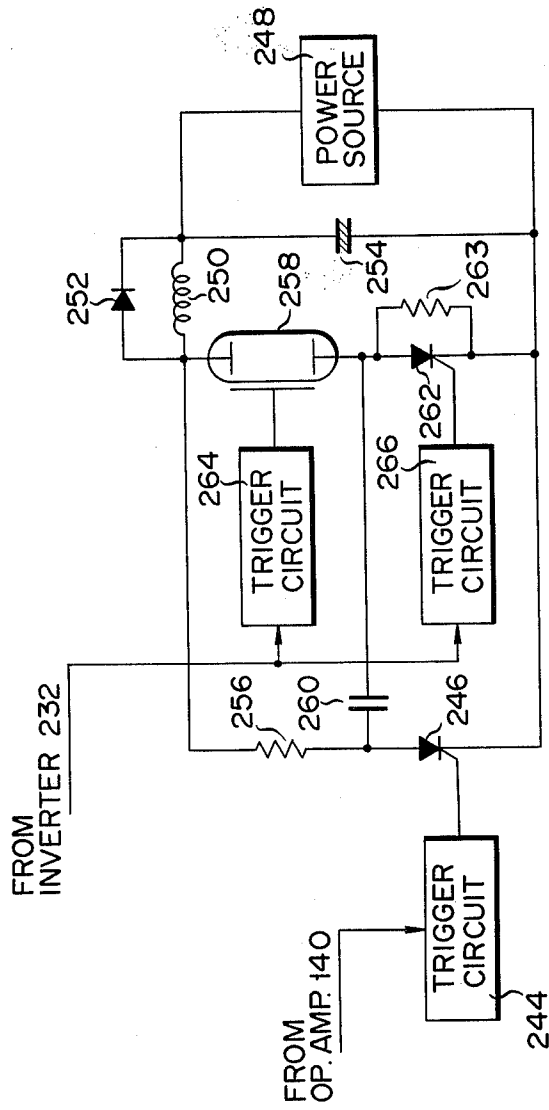 FROM
INVERTER 232
FROM
OP. AMP. 140
TRIGGER
CIRCUIT
244
246
256
260
TRIGGER
CIRCUIT
264
TRIGGER
CIRCUIT
266
262
263
258
250
252
254
POWER
SOURCE
248